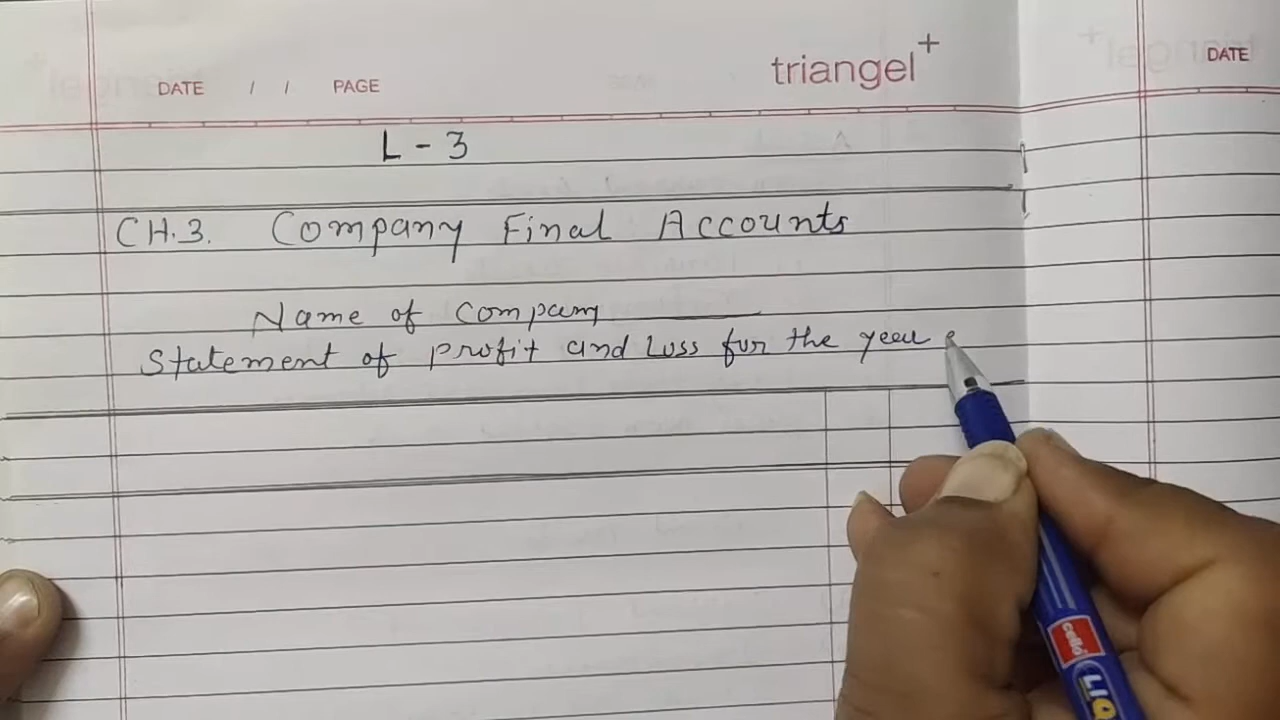 triangel+
DATE / / PAGE
DATE
L - 3
CH.3. Company Final Accounts
Name of Company
Statement of Profit and Loss for the year e
cello